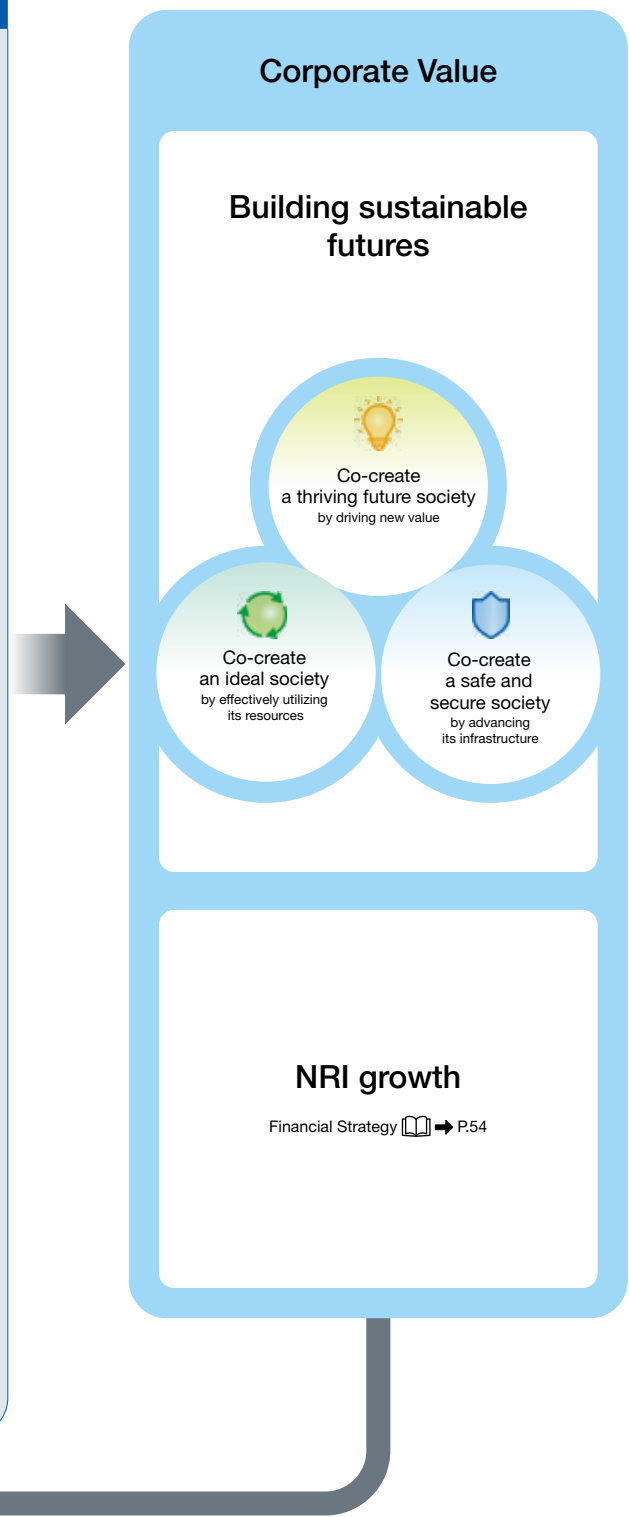 Corporate Value
Building sustainable
futures
Co-create
a thriving future society
by driving new value
Co-create
an ideal society
by effectively utilizing
its resources
Co-create
a safe and
secure society
by advancing
its infrastructure
NRI growth
Financial Strategy ➡ P.54